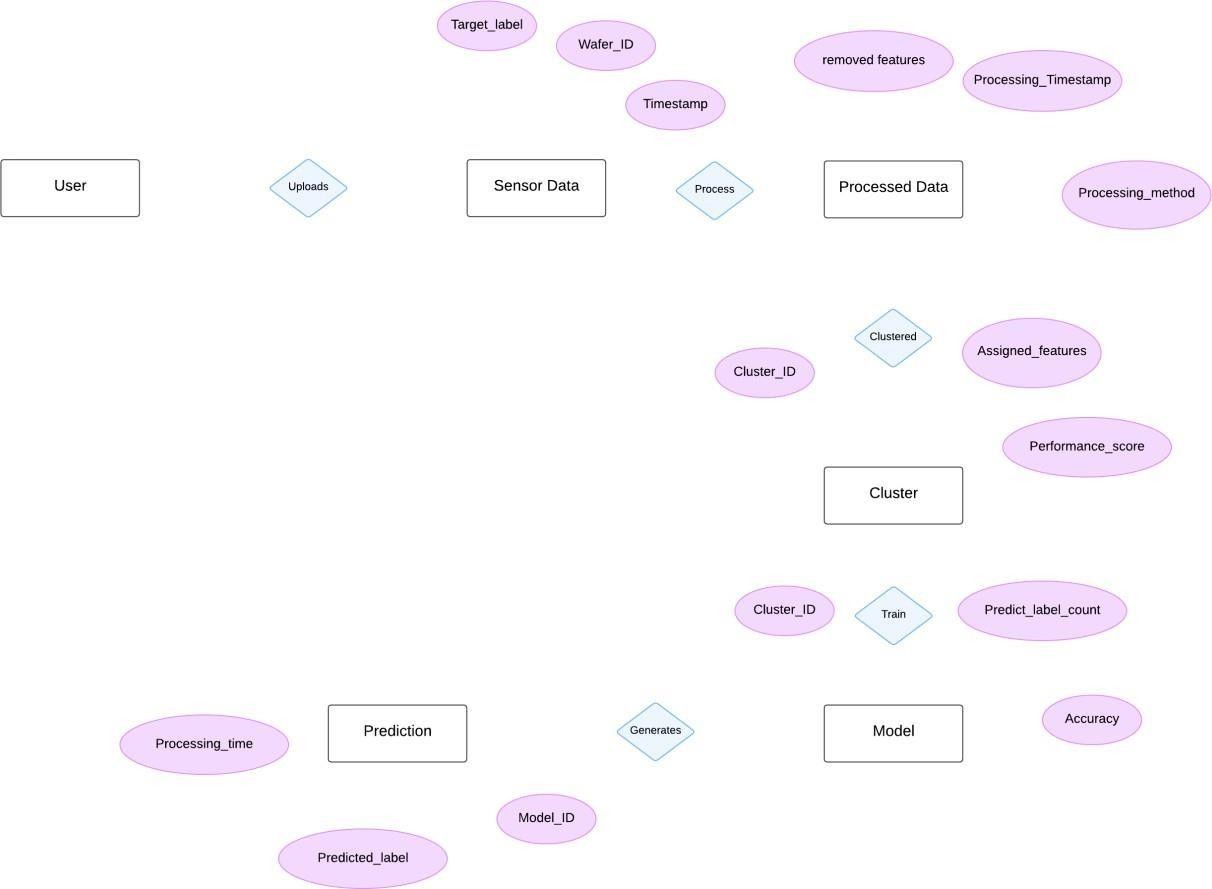 Target_label
Wafer_ID
removed features
Processing_Timestamp
Timestamp
User
Uploads
Sensor Data
Process
Processed Data
Processing_method
Clustered
Assigned_features
Cluster_ID
Performance_score
Cluster
Cluster_ID
Train
Predict_label_count
Processing_time
Prediction
Generates
Model
Accuracy
Model_ID
Predicted_label